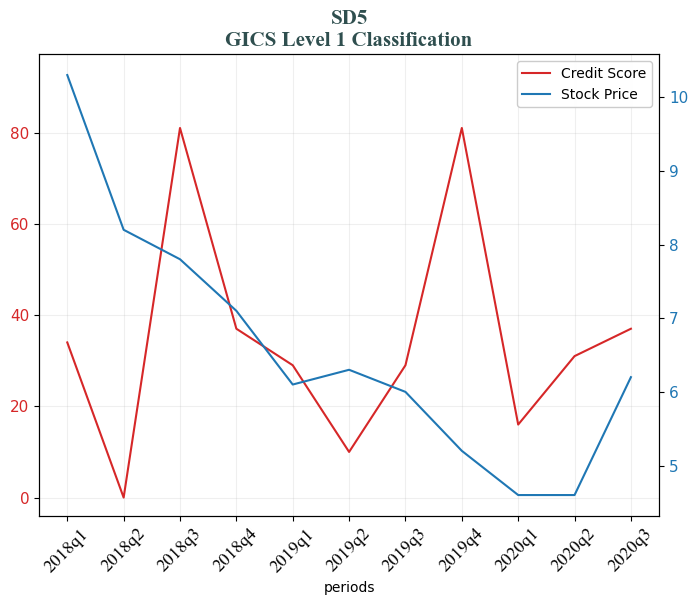 SD5
GICS Level 1 Classification
Credit Score
Stock Price
80
60
40
20
0
10
9
8
7
6
5
2018q1
2018q2
2018q3
2018q4
2019q1
2019q2
2019q3
2019q4
2020q1
2020q2
2020q3
periods